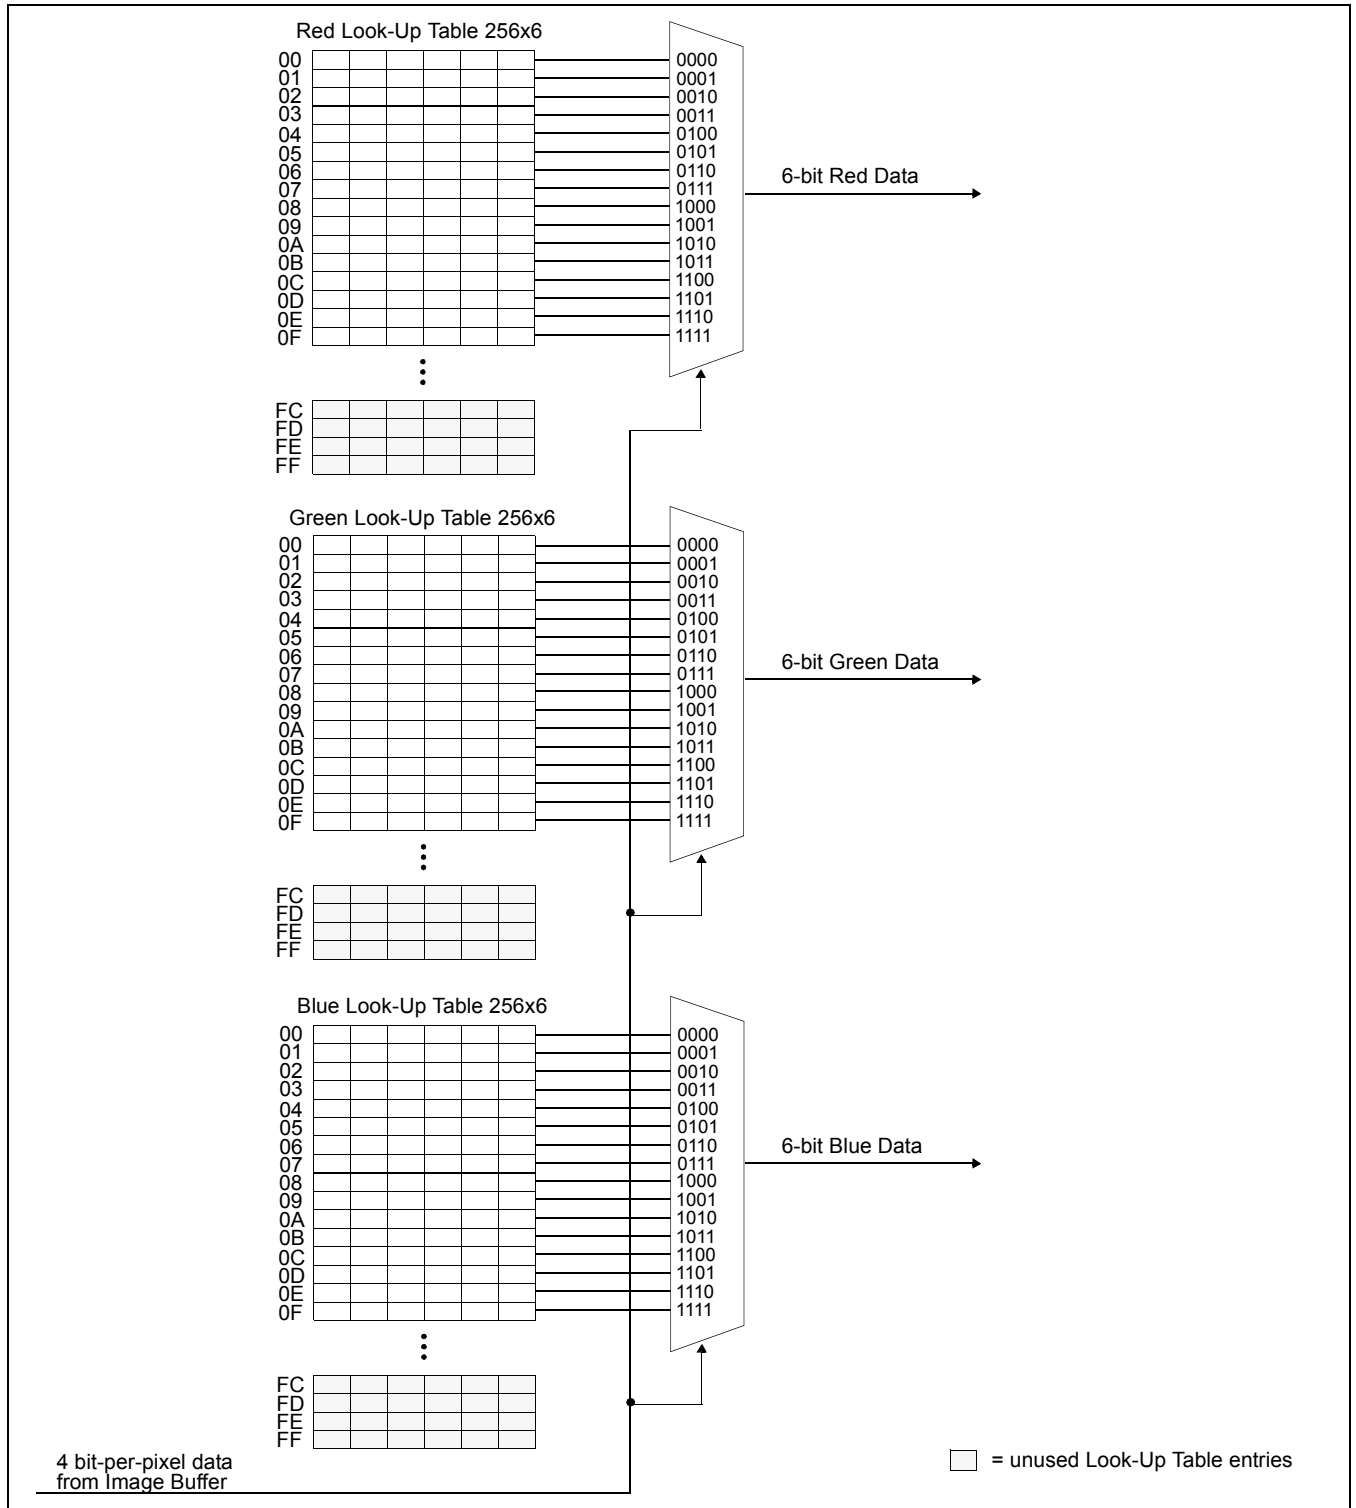 Red Look-Up Table 256x6
00 0000
01 0001
02 0010
03 0011
04 0100
05 0101
06 0110
07 0111
08 1000
09 1001
0A 1010
0B 1011
0C 1100
0D 1101
0E 1110
0F 1111
6-bit Red Data
FC
FD
FE
FF
Green Look-Up Table 256x6
00 0000
01 0001
02 0010
03 0011
04 0100
05 0101
06 0110
07 0111
08 1000
09 1001
0A 1010
0B 1011
0C 1100
0D 1101
0E 1110
0F 1111
6-bit Green Data
FC
FD
FE
FF
Blue Look-Up Table 256x6
00 0000
01 0001
02 0010
03 0011
04 0100
05 0101
06 0110
07 0111
08 1000
09 1001
0A 1010
0B 1011
0C 1100
0D 1101
0E 1110
0F 1111
6-bit Blue Data
FC
FD
FE
FF
4 bit-per-pixel data
from Image Buffer
= unused Look-Up Table entries